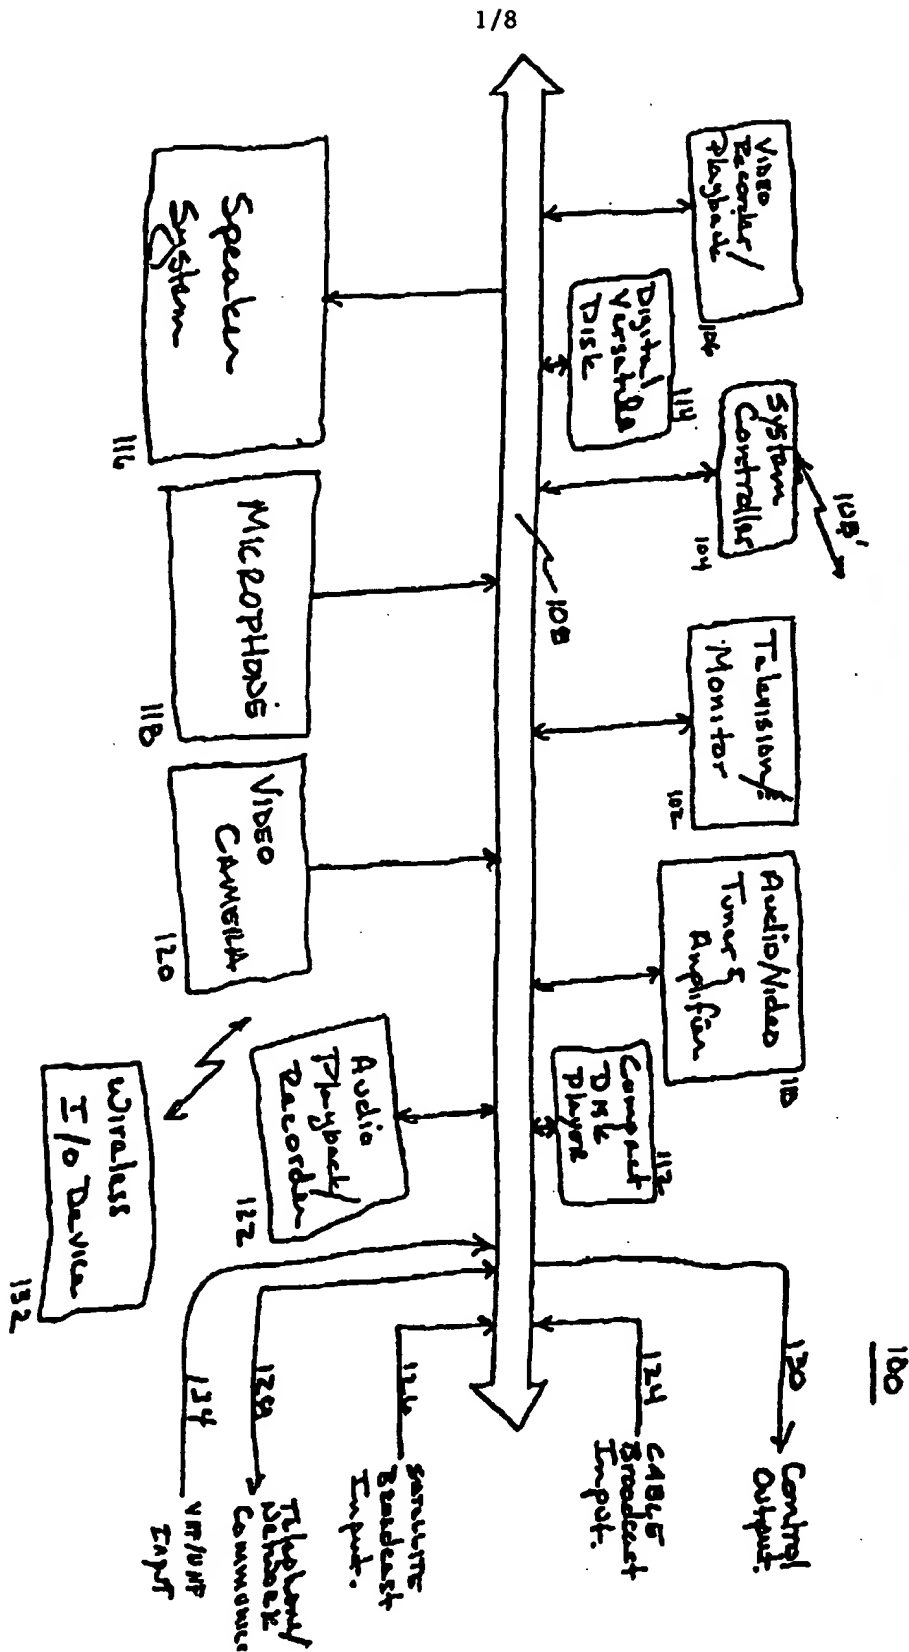 1/8
VIDEO
Recorder/
Playback
106
Digital
Versatile
Disk
114
System
Controller
104
108'
Television/
Monitor
102
Audio/Video
Tuner &
Amplifier
110
Compact
Disk
Player
112
108
Speaker
System
116
MICROPHONE
118
VIDEO
CAMERA
120
Audio
Playback/
Recorder
122
Wireless
I/O Device
132
100
130
Control
Output.
124
CABLE
Broadcast
Input.
126
SATELLITE
Broadcast
Input.
128
Telephone/
Network
134
VHF/UHF
Input